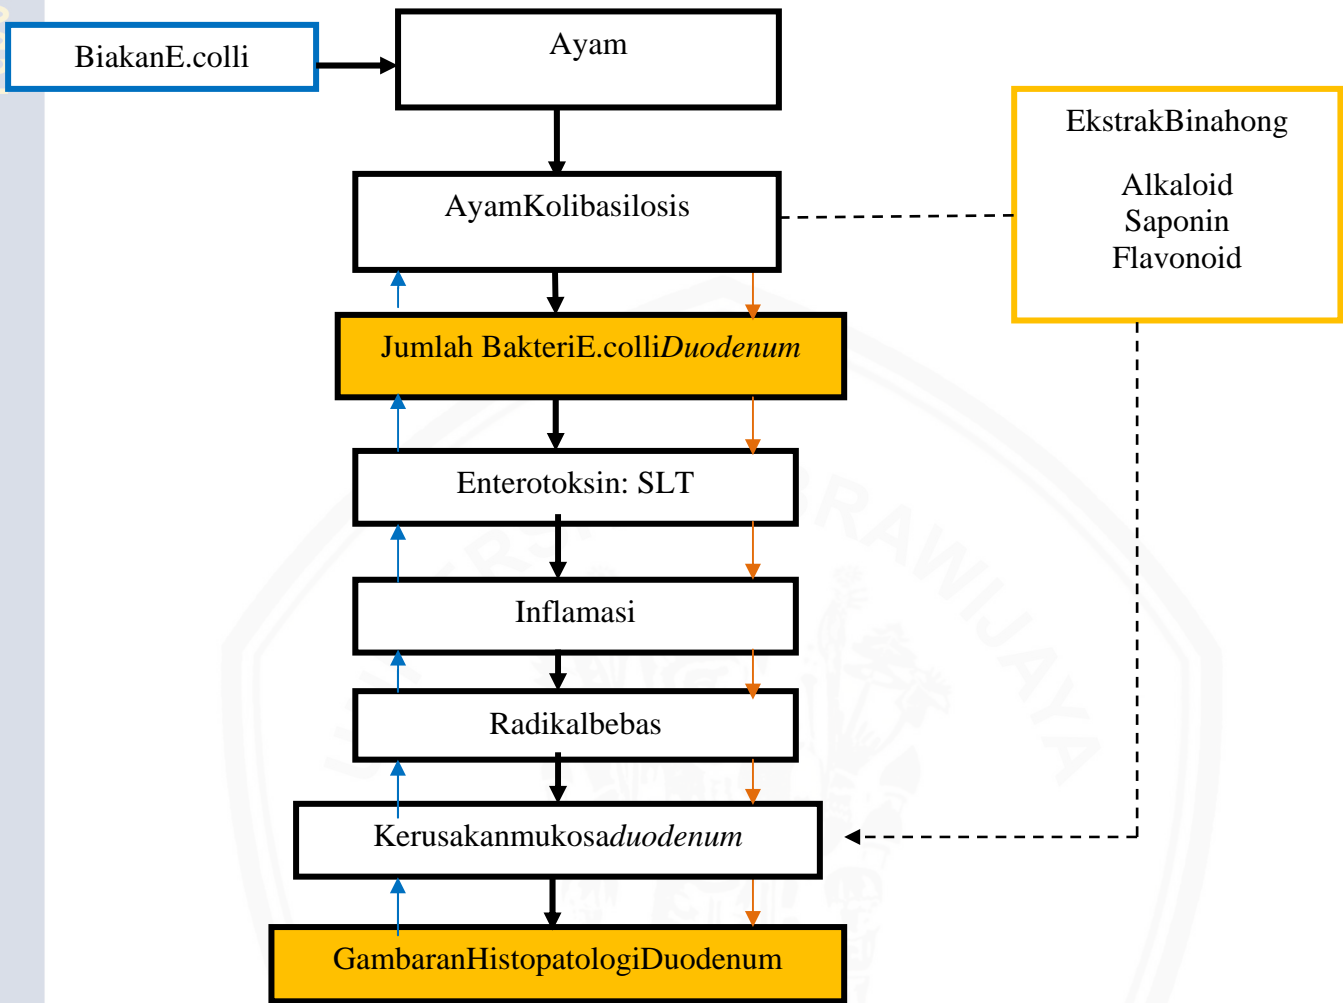 BiakanE.colli
Ayam
EkstrakBinahong
Alkaloid
Saponin
Flavonoid
AyamKolibasilosis
Jumlah BakteriE.colliDuodenum
Enterotoksin: SLT
Inflamasi
Radikalbebas
Kerusakanmukosaduodenum
GambaranHistopatologiDuodenum